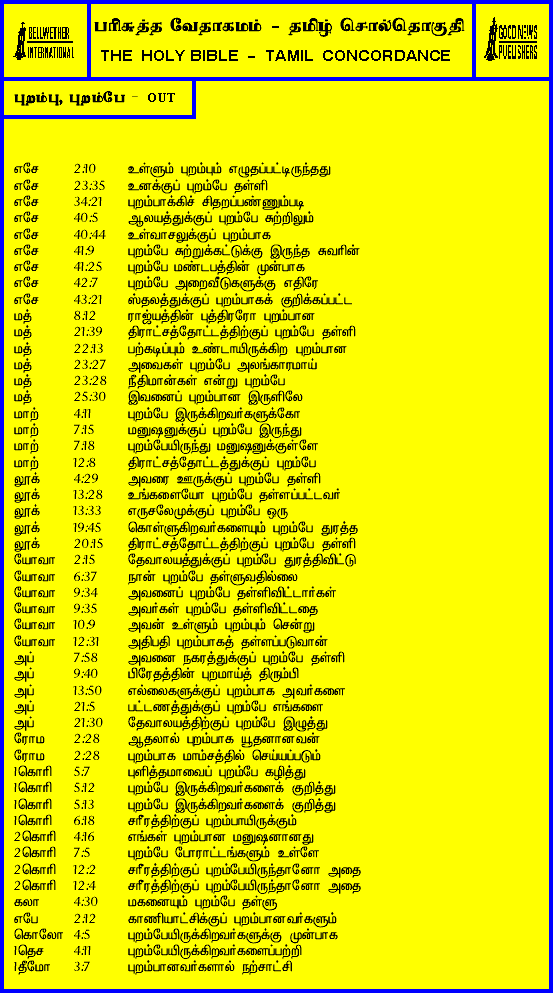 BELLWETHER
INTERNATIONAL
பரிசுத்த வேதாகமம் - தமிழ் சொல்தொகுதி
THE HOLY BIBLE - TAMIL CONCORDANCE
GOOD NEWS
PUBLISHERS
புறம்பு, புறம்பே - OUT
எசே 2:10 உள்ளும் புறம்பும் எழுதப்பட்டிருந்தது
எசே 23:35 உனக்குப் புறம்பே தள்ளி
எசே 34:21 புறம்பாக்கிச் சிதறப்பண்ணும்படி
எசே 40:5 ஆலயத்துக்குப் புறம்பே சுற்றிலும்
எசே 40:44 உள்வாசலுக்குப் புறம்பாக
எசே 41:9 புறம்பே சுற்றுக்கட்டுக்கு இருந்த சுவரின்
எசே 41:25 புறம்பே மண்டபத்தின் முன்பாக
எசே 42:7 புறம்பே அறைவீடுகளுக்கு எதிரே
எசே 43:21 ஸ்தலத்துக்குப் புறம்பாகக் குறிக்கப்பட்ட
மத் 8:12 ராஜ்யத்தின் புத்திரரோ புறம்பான
மத் 21:39 திராட்சத்தோட்டத்திற்குப் புறம்பே தள்ளி
மத் 22:13 பற்கடிப்பும் உண்டாயிருக்கிற புறம்பான
மத் 23:27 அவைகள் புறம்பே அலங்காரமாய்
மத் 23:28 நீதிமான்கள் என்று புறம்பே
மத் 25:30 இவனைப் புறம்பான இருளிலே
மாற் 4:11 புறம்பே இருக்கிறவர்களுக்கோ
மாற் 7:15 மனுஷனுக்குப் புறம்பே இருந்து
மாற் 7:18 புறம்பேயிருந்து மனுஷனுக்குள்ளே
மாற் 12:8 திராட்சத்தோட்டத்துக்குப் புறம்பே
லூக் 4:29 அவரை ஊருக்குப் புறம்பே தள்ளி
லூக் 13:28 உங்களையோ புறம்பே தள்ளப்பட்டவர்
லூக் 13:33 எருசலேமுக்குப் புறம்பே ஒரு
லூக் 19:45 கொள்ளுகிறவர்களையும் புறம்பே துரத்த
லூக் 20:15 திராட்சத்தோட்டத்திற்குப் புறம்பே தள்ளி
யோவா 2:15 தேவாலயத்துக்குப் புறம்பே துரத்திவிட்டு
யோவா 6:37 நான் புறம்பே தள்ளுவதில்லை
யோவா 9:34 அவனைப் புறம்பே தள்ளிவிட்டார்கள்
யோவா 9:35 அவர்கள் புறம்பே தள்ளிவிட்டதை
யோவா 10:9 அவன் உள்ளும் புறம்பும் சென்று
யோவா 12:31 அதிபதி புறம்பாகத் தள்ளப்படுவான்
அப் 7:58 அவனை நகரத்துக்குப் புறம்பே தள்ளி
அப் 9:40 பிரேதத்தின் புறமாய்த் திரும்பி
அப் 13:50 எல்லைகளுக்குப் புறம்பாக அவர்களை
அப் 21:5 பட்டணத்துக்குப் புறம்பே எங்களை
அப் 21:30 தேவாலயத்திற்குப் புறம்பே இழுத்து
ரோம 2:28 ஆதலால் புறம்பாக யூதனானவன்
ரோம 2:28 புறம்பாக மாம்சத்தில் செய்யப்படும்
1கொரி 5:7 புளித்தமாவைப் புறம்பே கழித்து
1கொரி 5:12 புறம்பே இருக்கிறவர்களைக் குறித்து
1கொரி 5:13 புறம்பே இருக்கிறவர்களைக் குறித்து
1கொரி 6:18 சரீரத்திற்குப் புறம்பாயிருக்கும்
2கொரி 4:16 எங்கள் புறம்பான மனுஷனானது
2கொரி 7:5 புறம்பே போராட்டங்களும் உள்ளே
2கொரி 12:2 சரீரத்திற்குப் புறம்பேயிருந்தானோ அதை
2கொரி 12:4 சரீரத்திற்குப் புறம்பேயிருந்தானோ அதை
கலா 4:30 மகனையும் புறம்பே தள்ளு
எபே 2:12 காணியாட்சிக்குப் புறம்பானவர்களும்
கொலோ 4:5 புறம்பேயிருக்கிறவர்களுக்கு முன்பாக
1தெச 4:11 புறம்பேயிருக்கிறவர்களைப்பற்றி
1தீமோ 3:7 புறம்பானவர்களால் நற்சாட்சி